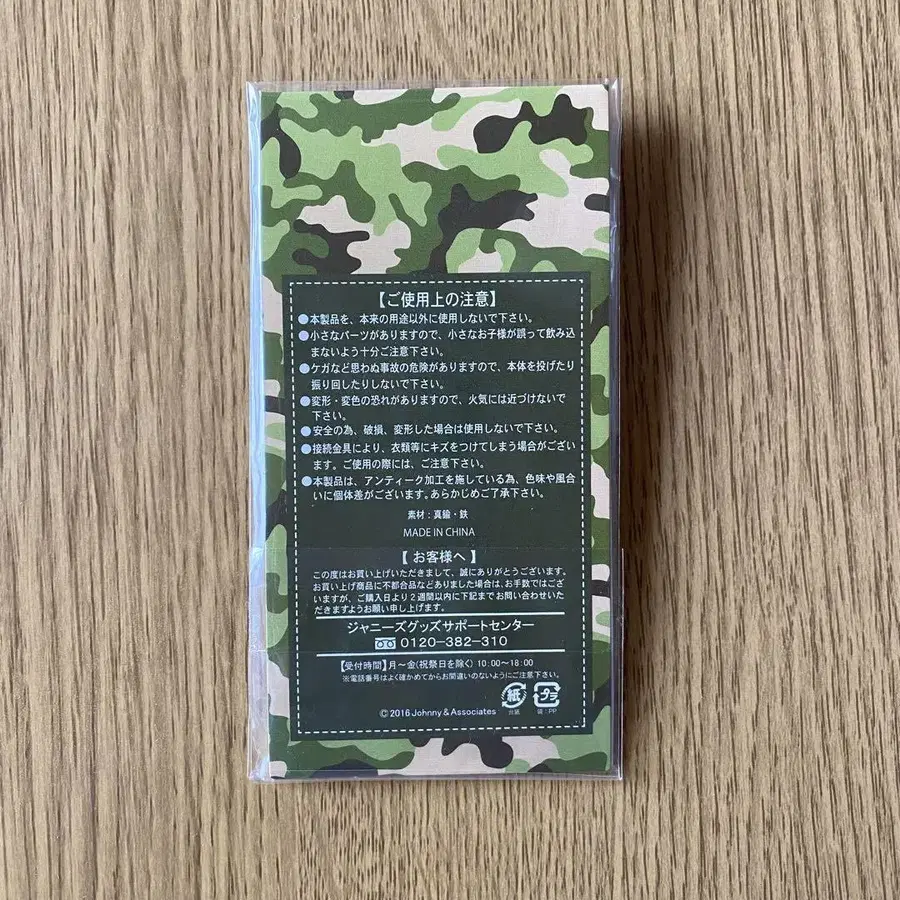 【ご使用上の注意】
●本製品を、本来の用途以外に使用しないで下さい。
●小さなパーツがありますので、小さなお子様が誤って飲み込
まないよう十分ご注意下さい。
●ケガなど思わぬ事故の危険がありますので、本体を投げたり
振り回したりしないで下さい。
●変形・変色の恐れがありますので、火気には近づけないで
下さい。
●安全の為、破損、変形した場合は使用しないで下さい。
●接続金具により、衣類等にキズをつけてしまう場合がござい
ます。ご使用の際には、ご注意下さい。
●本製品は、アンティーク加工を施している為、色味や風合
いに個体差がございます。あらかじめご了承下さい。
素材：真鍮・鉄
MADE IN CHINA
【お客様へ】
この度はお買い上げいただきまして、誠にありがとうございます。
お買い上げ商品に不都合品などありました場合は、お手数ではござ
いますが、ご購入日より2週間以内に下記までお問い合わせいた
だきますようお願い申し上げます。
ジャニーズグッズサポートセンター
0120-382-310
【受付時間】月〜金(祝祭日を除く) 10:00〜18:00
※電話番号はよく確かめてからお間違いのないようにご注意下さい。
紙 プラ
台紙 袋：PP
©2016 Johnny & Associates